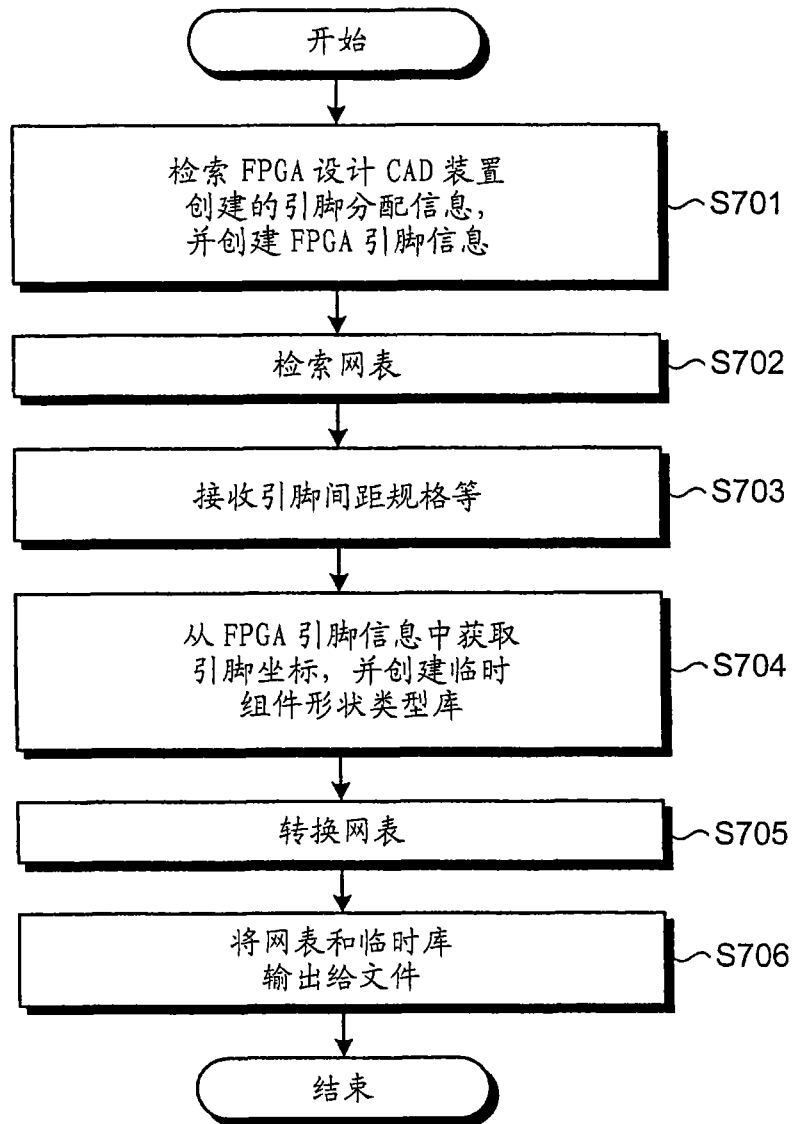 开始
检索 FPGA 设计 CAD 装置
创建的引脚分配信息，
并创建 FPGA 引脚信息
S701
检索网表
S702
接收引脚间距规格等
S703
从 FPGA 引脚信息中获取
引脚坐标，并创建临时
组件形状类型库
S704
转换网表
S705
将网表和临时库
输出给文件
S706
结束